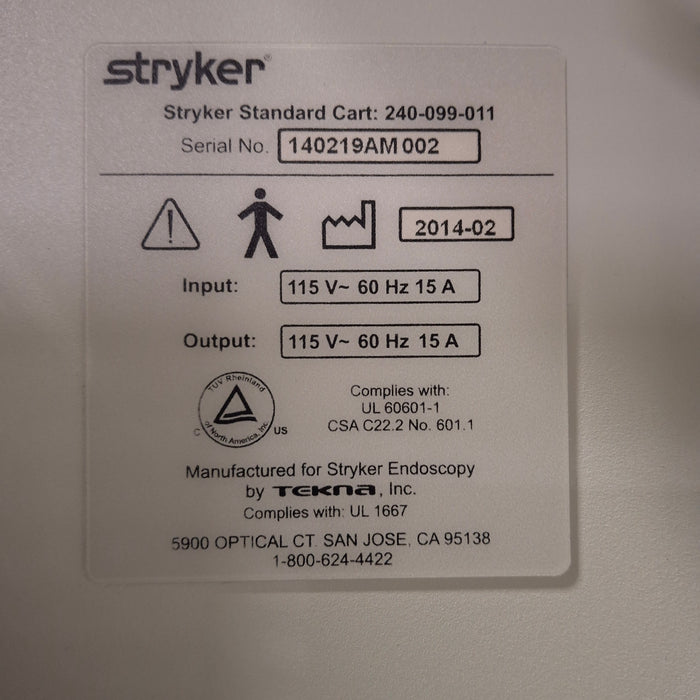 stryker®
Stryker Standard Cart: 240-099-011
Serial No. 140219AM002
2014-02
Input: 115 V~ 60 Hz 15 A
Output: 115 V~ 60 Hz 15 A
TUV Rheinland
of North America, Inc.
C US
Complies with:
UL 60601-1
CSA C22.2 No. 601.1
Manufactured for Stryker Endoscopy
by TEKNA, Inc.
Complies with: UL 1667
5900 OPTICAL CT. SAN JOSE, CA 95138
1-800-624-4422